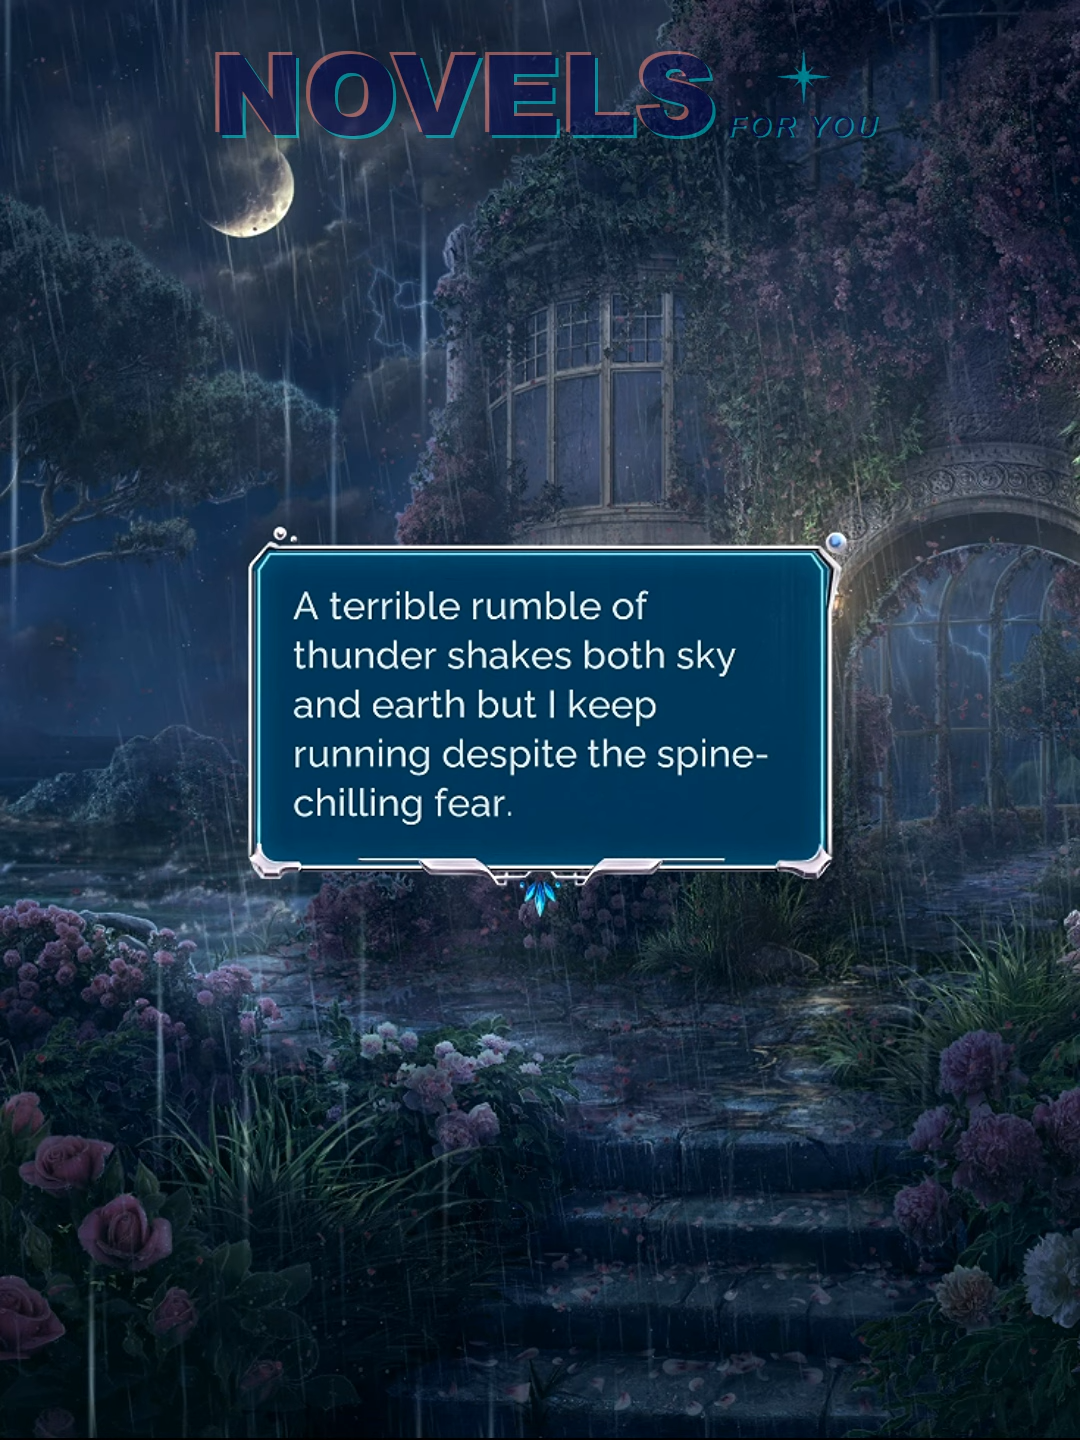 NOVELS
FOR YOU
A terrible rumble of
thunder shakes both sky
and earth but I keep
running despite the spine-
chilling fear.